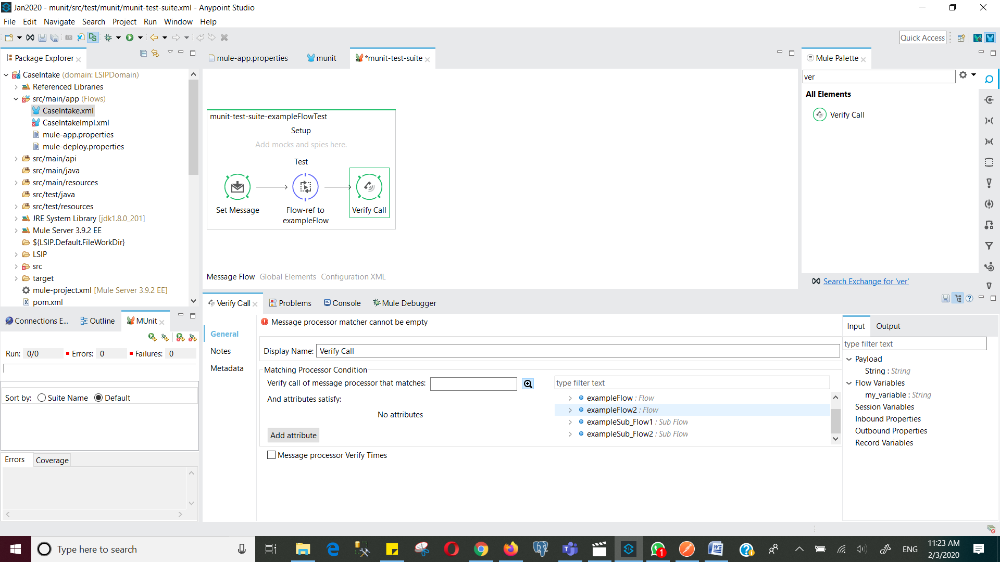 Jan2020 - munit/src/test/munit/munit-test-suite.xml - Anypoint Studio
File Edit Navigate Search Project Run Window Help
Quick Access
Package Explorer
CaseIntake (domain: LSIPDomain)
Referenced Libraries
src/main/app (Flows)
CaseIntake.xml
CaseIntakeImpl.xml
mule-app.properties
mule-deploy.properties
src/main/api
src/main/java
src/main/resources
src/test/java
src/test/resources
JRE System Library [jdk1.8.0_201]
Mule Server 3.9.2 EE
${LSIP.Default.FileWorkDir}
LSIP
src
target
mule-project.xml [Mule Server 3.9.2 EE]
pom.xml
mule-app.properties munit *munit-test-suite
munit-test-suite-exampleFlowTest
Setup
Add mocks and spies here.
Test
Set Message
Flow-ref to
exampleFlow
Verify Call
Message Flow Global Elements Configuration XML
Mule Palette
ver
All Elements
Verify Call
Search Exchange for 'ver'
Connections E... Outline MUnit
Run: 0/0 Errors: 0 Failures: 0
Sort by: Suite Name Default
Errors Coverage
Verify Call Problems Console Mule Debugger
General
Notes
Metadata
Message processor matcher cannot be empty
Display Name: Verify Call
Matching Processor Condition
Verify call of message processor that matches:
And attributes satisfy:
No attributes
Add attribute
Message processor Verify Times
type filter text
exampleFlow : Flow
exampleFlow2 : Flow
exampleSub_Flow1 : Sub Flow
exampleSub_Flow2 : Sub Flow
Input Output
type filter text
Payload
String : String
Flow Variables
my_variable : String
Session Variables
Inbound Properties
Outbound Properties
Record Variables
Type here to search
1
ENG
11:23 AM
2/3/2020